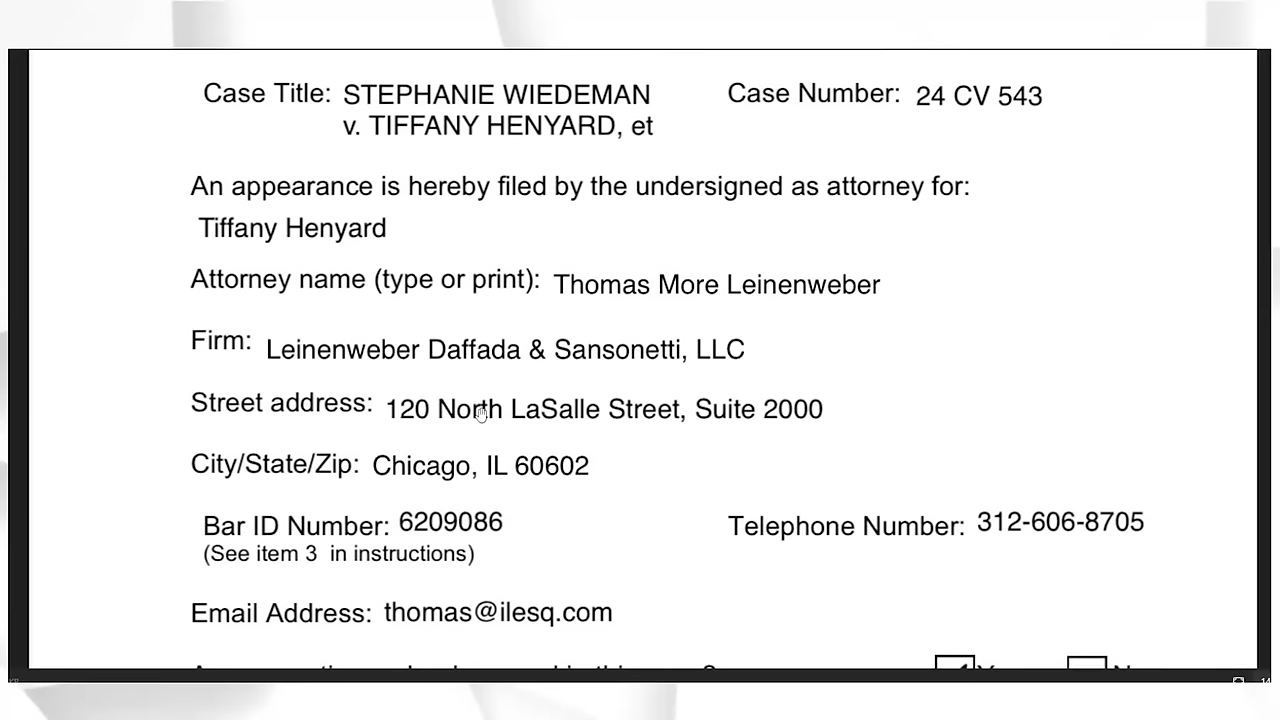 Case Title: STEPHANIE WIEDEMAN Case Number: 24 CV 543
v. TIFFANY HENYARD, et
An appearance is hereby filed by the undersigned as attorney for:
Tiffany Henyard
Attorney name (type or print): Thomas More Leinenweber
Firm: Leinenweber Daffada & Sansonetti, LLC
Street address: 120 North LaSalle Street, Suite 2000
City/State/Zip: Chicago, IL 60602
Bar ID Number: 6209086 Telephone Number: 312-606-8705
(See item 3 in instructions)
Email Address: thomas@ilesq.com